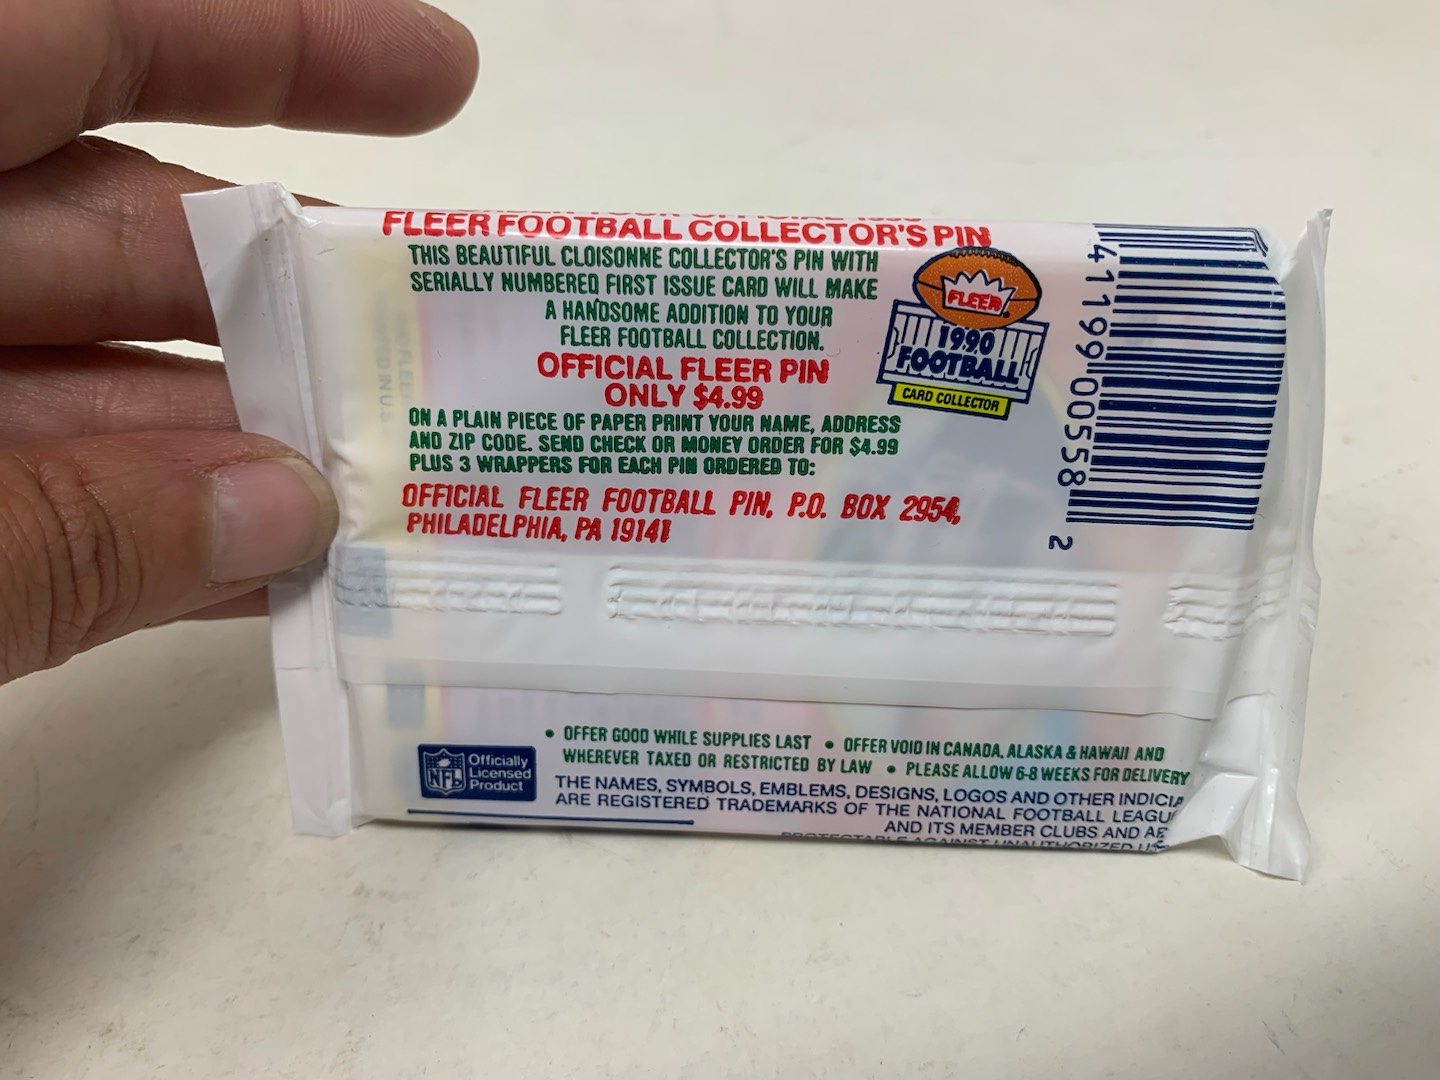 FLEER FOOTBALL COLLECTOR'S PIN
THIS BEAUTIFUL CLOISONNE COLLECTOR'S PIN WITH
SERIALLY NUMBERED FIRST ISSUE CARD WILL MAKE
A HANDSOME ADDITION TO YOUR
FLEER FOOTBALL COLLECTION.
OFFICIAL FLEER PIN
ONLY $4.99
ON A PLAIN PIECE OF PAPER PRINT YOUR NAME, ADDRESS
AND ZIP CODE. SEND CHECK OR MONEY ORDER FOR $4.99
PLUS 3 WRAPPERS FOR EACH PIN ORDERED TO:
OFFICIAL FLEER FOOTBALL PIN, P.O. BOX 2954,
PHILADELPHIA, PA 19141
FLEER
1990
FOOTBALL
CARD COLLECTOR
41199 00558 2
• OFFER GOOD WHILE SUPPLIES LAST • OFFER VOID IN CANADA, ALASKA & HAWAII AND
WHEREVER TAXED OR RESTRICTED BY LAW • PLEASE ALLOW 6-8 WEEKS FOR DELIVERY
NFL
Officially
Licensed
Product
THE NAMES, SYMBOLS, EMBLEMS, DESIGNS, LOGOS AND OTHER INDICIA
ARE REGISTERED TRADEMARKS OF THE NATIONAL FOOTBALL
AND ITS MEMBER CLUBS AND
PROTECTABLE AGAINST UNAUTHORIZED